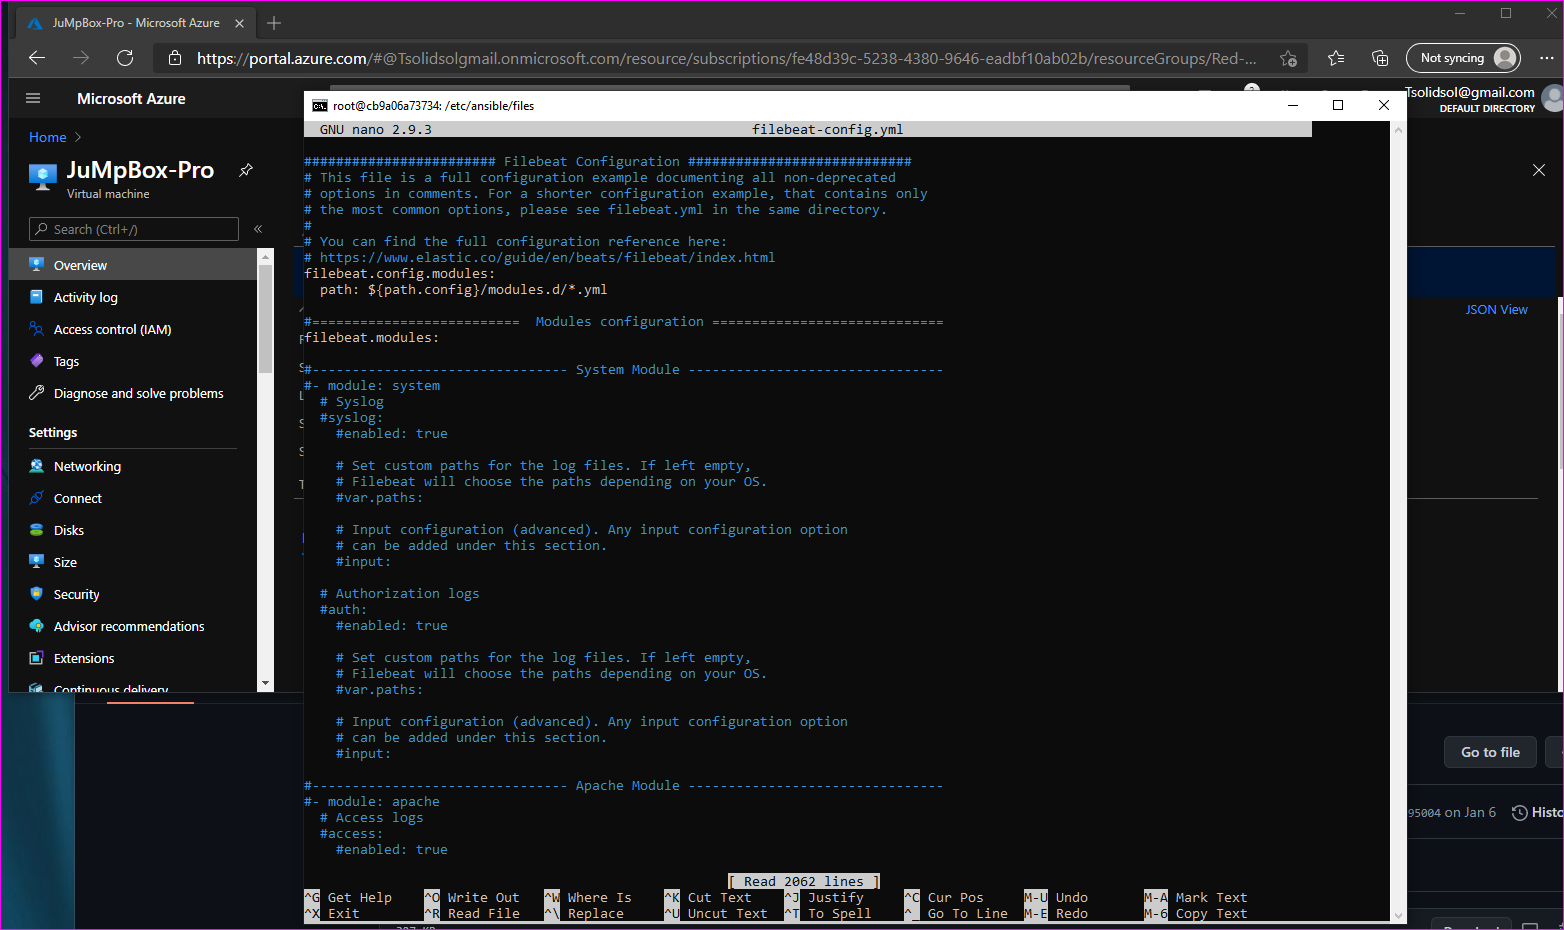 JuMpBox-Pro - Microsoft Azure
https://portal.azure.com/#@Tsolidsolgmail.onmicrosoft.com/resource/subscriptions/fe48d39c-5238-4380-9646-eadbf10ab02b/resourceGroups/Red-...
Not syncing
Microsoft Azure
Tsolidsol@gmail.com
DEFAULT DIRECTORY
Home
JuMpBox-Pro
Virtual machine
Search (Ctrl+/)
Overview
Activity log
Access control (IAM)
Tags
Diagnose and solve problems
Settings
Networking
Connect
Disks
Size
Security
Advisor recommendations
Extensions
Continuous delivery
root@cb9a06a73734: /etc/ansible/files
GNU nano 2.9.3 filebeat-config.yml
######################## Filebeat Configuration ############################
# This file is a full configuration example documenting all non-deprecated
# options in comments. For a shorter configuration example, that contains only
# the most common options, please see filebeat.yml in the same directory.
#
# You can find the full configuration reference here:
# https://www.elastic.co/guide/en/beats/filebeat/index.html
filebeat.config.modules:
path: ${path.config}/modules.d/*.yml
#========================== Modules configuration =============================
filebeat.modules:
#-------------------------------- System Module --------------------------------
#- module: system
# Syslog
#syslog:
#enabled: true
# Set custom paths for the log files. If left empty,
# Filebeat will choose the paths depending on your OS.
#var.paths:
# Input configuration (advanced). Any input configuration option
# can be added under this section.
#input:
# Authorization logs
#auth:
#enabled: true
# Set custom paths for the log files. If left empty,
# Filebeat will choose the paths depending on your OS.
#var.paths:
# Input configuration (advanced). Any input configuration option
# can be added under this section.
#input:
#-------------------------------- Apache Module --------------------------------
#- module: apache
# Access logs
#access:
#enabled: true
[ Read 2062 lines ]
^G Get Help ^O Write Out ^W Where Is ^K Cut Text ^J Justify ^C Cur Pos M-U Undo M-A Mark Text
^X Exit ^R Read File ^\ Replace ^U Uncut Text ^T To Spell ^_ Go To Line M-E Redo M-6 Copy Text
JSON View
Go to file
95004 on Jan 6